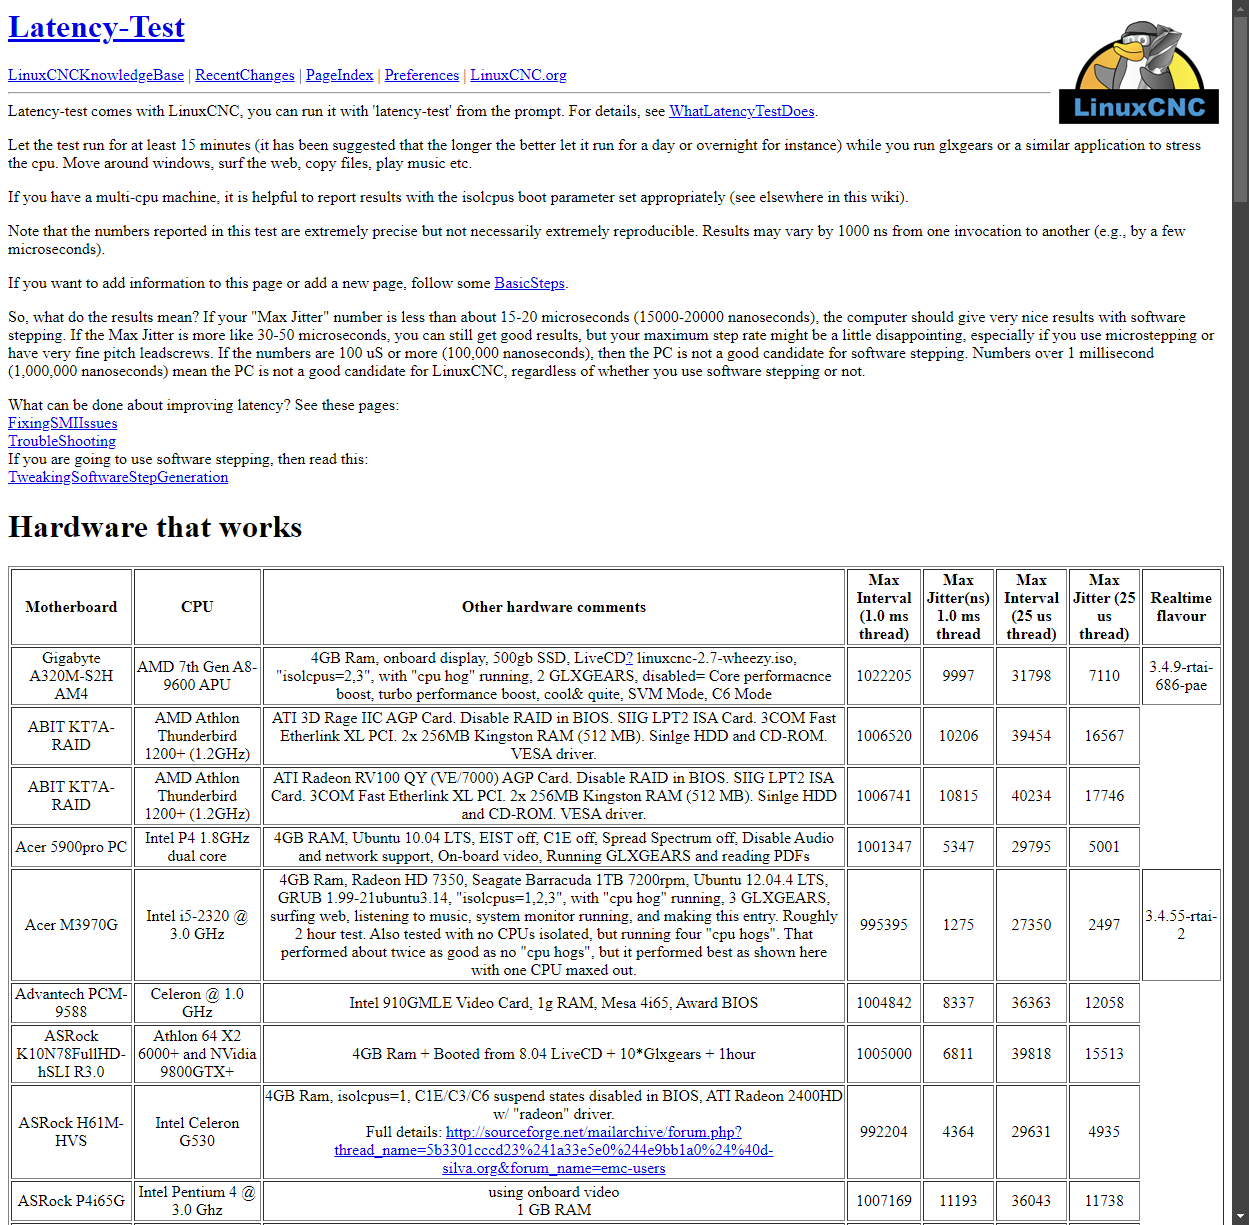 Latency-Test
LinuxCNC
LinuxCNCKnowledgeBase | RecentChanges | PageIndex | Preferences | LinuxCNC.org
Latency-test comes with LinuxCNC, you can run it with 'latency-test' from the prompt. For details, see WhatLatencyTestDoes.
Let the test run for at least 15 minutes (it has been suggested that the longer the better let it run for a day or overnight for instance) while you run glxgears or a similar application to stress
the cpu. Move around windows, surf the web, copy files, play music etc.
If you have a multi-cpu machine, it is helpful to report results with the isolcpus boot parameter set appropriately (see elsewhere in this wiki).
Note that the numbers reported in this test are extremely precise but not necessarily extremely reproducible. Results may vary by 1000 ns from one invocation to another (e.g., by a few
microseconds).
If you want to add information to this page or add a new page, follow some BasicSteps.
So, what do the results mean? If your "Max Jitter" number is less than about 15-20 microseconds (15000-20000 nanoseconds), the computer should give very nice results with software
stepping. If the Max Jitter is more like 30-50 microseconds, you can still get good results, but your maximum step rate might be a little disappointing, especially if you use microstepping or
have very fine pitch leadscrews. If the numbers are 100 uS or more (100,000 nanoseconds), then the PC is not a good candidate for software stepping. Numbers over 1 millisecond
(1,000,000 nanoseconds) mean the PC is not a good candidate for LinuxCNC, regardless of whether you use software stepping or not.
What can be done about improving latency? See these pages:
FixingSMIIssues
TroubleShooting
If you are going to use software stepping, then read this:
TweakingSoftwareStepGeneration
Hardware that works
Motherboard
CPU
Other hardware comments
Max
Interval
(1.0 ms
thread)
Max
Jitter(ns)
1.0 ms
thread
Max
Interval
(25 us
thread)
Max
Jitter (25
us
thread)
Realtime
flavour
Gigabyte
A320M-S2H
AM4
AMD 7th Gen A8-
9600 APU
4GB Ram, onboard display, 500gb SSD, LiveCD? linuxcnc-2.7-wheezy.iso,
"isolcpus=2,3", with "cpu hog" running, 2 GLXGEARS, disabled= Core performacnce
boost, turbo performance boost, cool& quite, SVM Mode, C6 Mode
1022205
9997
31798
7110
3.4.9-rtai-
686-pae
ABIT KT7A-
RAID
AMD Athlon
Thunderbird
1200+ (1.2GHz)
ATI 3D Rage IIC AGP Card. Disable RAID in BIOS. SIIG LPT2 ISA Card. 3COM Fast
Etherlink XL PCI. 2x 256MB Kingston RAM (512 MB). Sinlge HDD and CD-ROM.
VESA driver.
1006520
10206
39454
16567
ABIT KT7A-
RAID
AMD Athlon
Thunderbird
1200+ (1.2GHz)
ATI Radeon RV100 QY (VE/7000) AGP Card. Disable RAID in BIOS. SIIG LPT2 ISA
Card. 3COM Fast Etherlink XL PCI. 2x 256MB Kingston RAM (512 MB). Sinlge HDD
and CD-ROM. VESA driver.
1006741
10815
40234
17746
Acer 5900pro PC
Intel P4 1.8GHz
dual core
4GB RAM, Ubuntu 10.04 LTS, EIST off, C1E off, Spread Spectrum off, Disable Audio
and network support, On-board video, Running GLXGEARS and reading PDFs
1001347
5347
29795
5001
Acer M3970G
Intel i5-2320 @
3.0 GHz
4GB Ram, Radeon HD 7350, Seagate Barracuda 1TB 7200rpm, Ubuntu 12.04.4 LTS,
GRUB 1.99-21ubuntu3.14, "isolcpus=1,2,3", with "cpu hog" running, 3 GLXGEARS,
surfing web, listening to music, system monitor running, and making this entry. Roughly
2 hour test. Also tested with no CPUs isolated, but running four "cpu hogs". That
performed about twice as good as no "cpu hogs", but it performed best as shown here
with one CPU maxed out.
995395
1275
27350
2497
3.4.55-rtai-
2
Advantech PCM-
9588
Celeron @ 1.0
GHz
Intel 910GMLE Video Card, 1g RAM, Mesa 4i65, Award BIOS
1004842
8337
36363
12058
ASRock
K10N78FullHD-
hSLI R3.0
Athlon 64 X2
6000+ and NVidia
9800GTX+
4GB Ram + Booted from 8.04 LiveCD + 10*Glxgears + 1hour
1005000
6811
39818
15513
ASRock H61M-
HVS
Intel Celeron
G530
4GB Ram, isolcpus=1, C1E/C3/C6 suspend states disabled in BIOS, ATI Radeon 2400HD
w/ "radeon" driver.
Full details: http://sourceforge.net/mailarchive/forum.php?
thread_name=5b3301cccd23%241a33e5e0%244e9bb1a0%24%40d-
silva.org&forum_name=emc-users
992204
4364
29631
4935
ASRock P4i65G
Intel Pentium 4 @
3.0 Ghz
using onboard video
1 GB RAM
1007169
11193
36043
11738